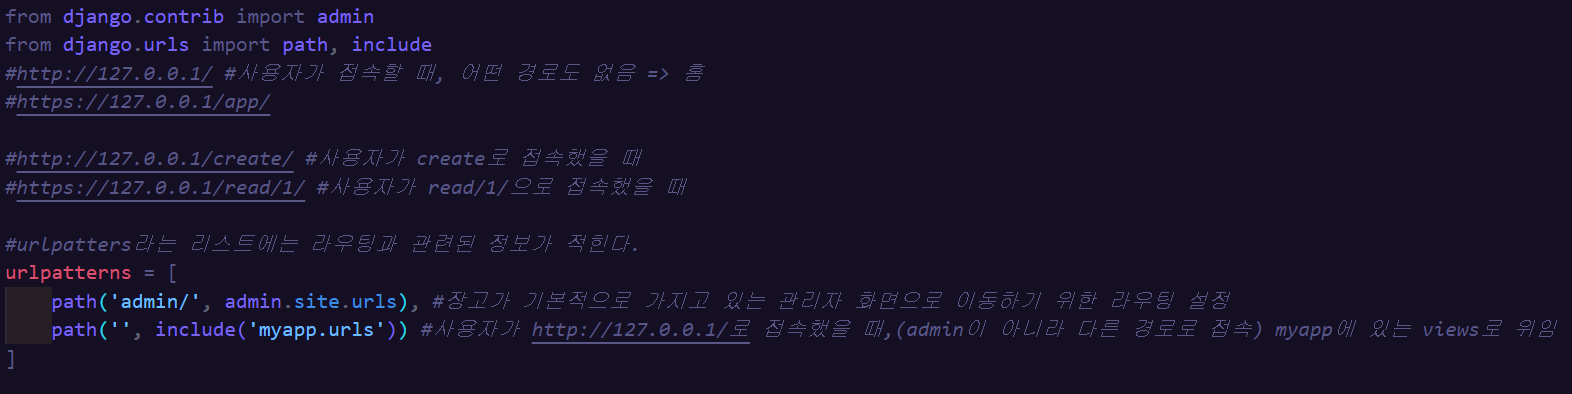 from django.contrib import admin
from django.urls import path, include
#http://127.0.0.1/ #사용자가 접속할 때, 어떤 경로도 없음 => 홈
#https://127.0.0.1/app/
#http://127.0.0.1/create/ #사용자가 create로 접속했을 때
#https://127.0.0.1/read/1/ #사용자가 read/1/으로 접속했을 때
#urlpatters라는 리스트에는 라우팅과 관련된 정보가 적힌다.
urlpatterns = [
    path('admin/', admin.site.urls), #장고가 기본적으로 가지고 있는 관리자 화면으로 이동하기 위한 라우팅 설정
    path('', include('myapp.urls')) #사용자가 http://127.0.0.1/로 접속했을 때,(admin이 아니라 다른 경로로 접속) myapp에 있는 views로 위임
]